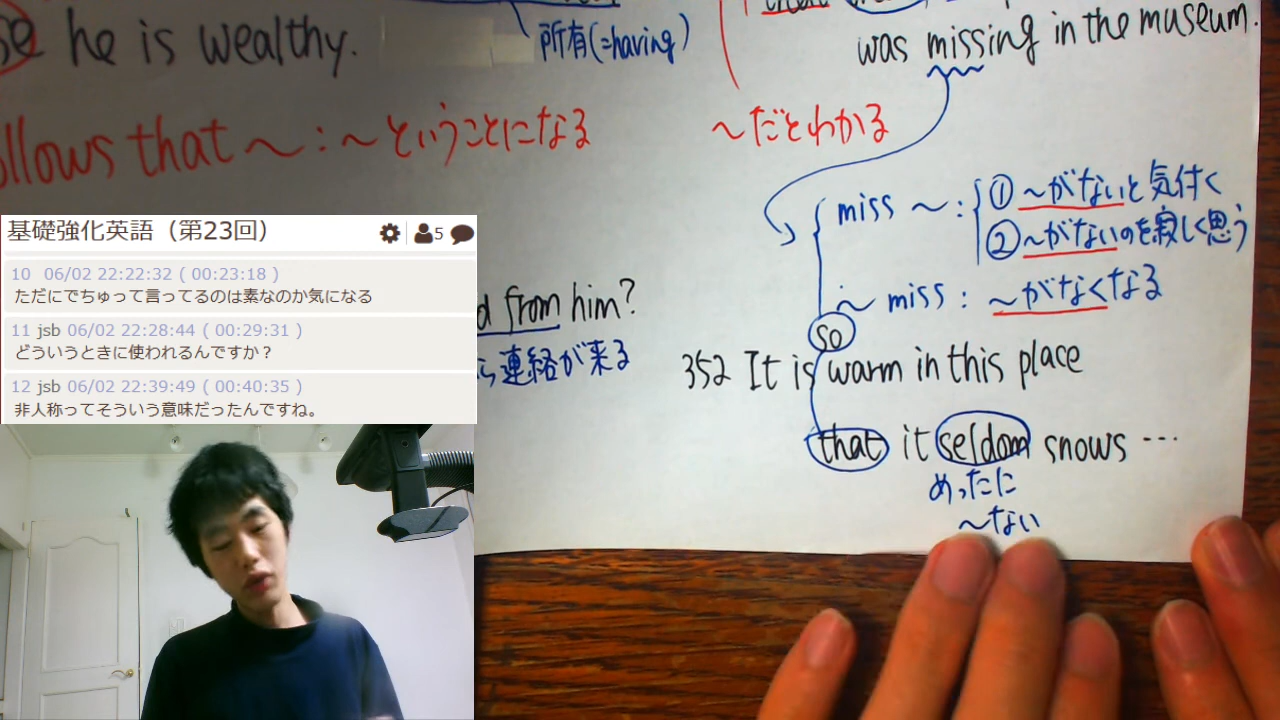 he is wealthy.
所有(=having)
was missing in the museum.
llows that ～ : ～ということになる
～だとわかる
miss ～ : ① ～がないと気付く
② ～がないのを寂しく思う
～ miss : ～がなくなる
so
from him?
ら連絡が来る
352 It is warm in this place
that it seldom snows …
めったに
～ない
基礎強化英語（第23回）
5
10 06/02 22:22:32 ( 00:23:18 )
ただにでちゅって言ってるのは素なのか気になる
11 jsb 06/02 22:28:44 ( 00:29:31 )
どういうときに使われるんですか？
12 jsb 06/02 22:39:49 ( 00:40:35 )
非人称ってそういう意味だったんですね。